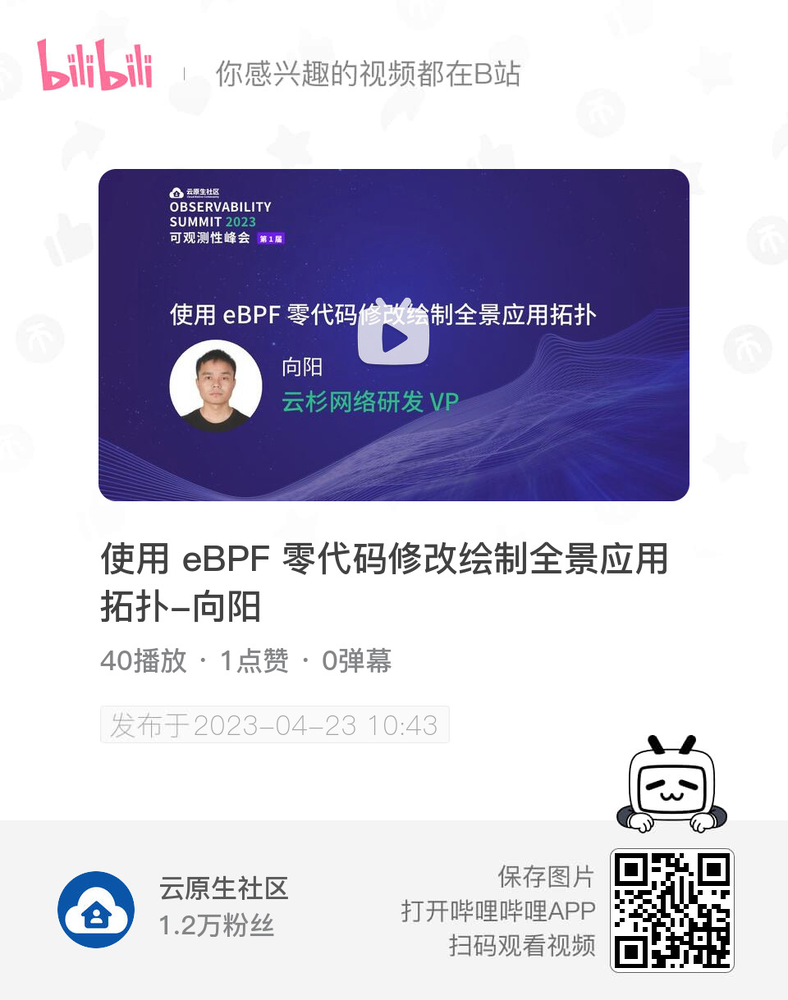 bilibili
你感兴趣的视频都在B站
云原生社区
OBSERVABILITY
SUMMIT 2023
可观测性峰会 第1届
使用 eBPF 零代码修改绘制全景应用拓扑
向阳
云杉网络研发 VP
使用 eBPF 零代码修改绘制全景应用
拓扑-向阳
40播放 · 1点赞 · 0弹幕
发布于2023-04-23 10:43
云原生社区
1.2万粉丝
保存图片
打开哔哩哔哩APP
扫码观看视频